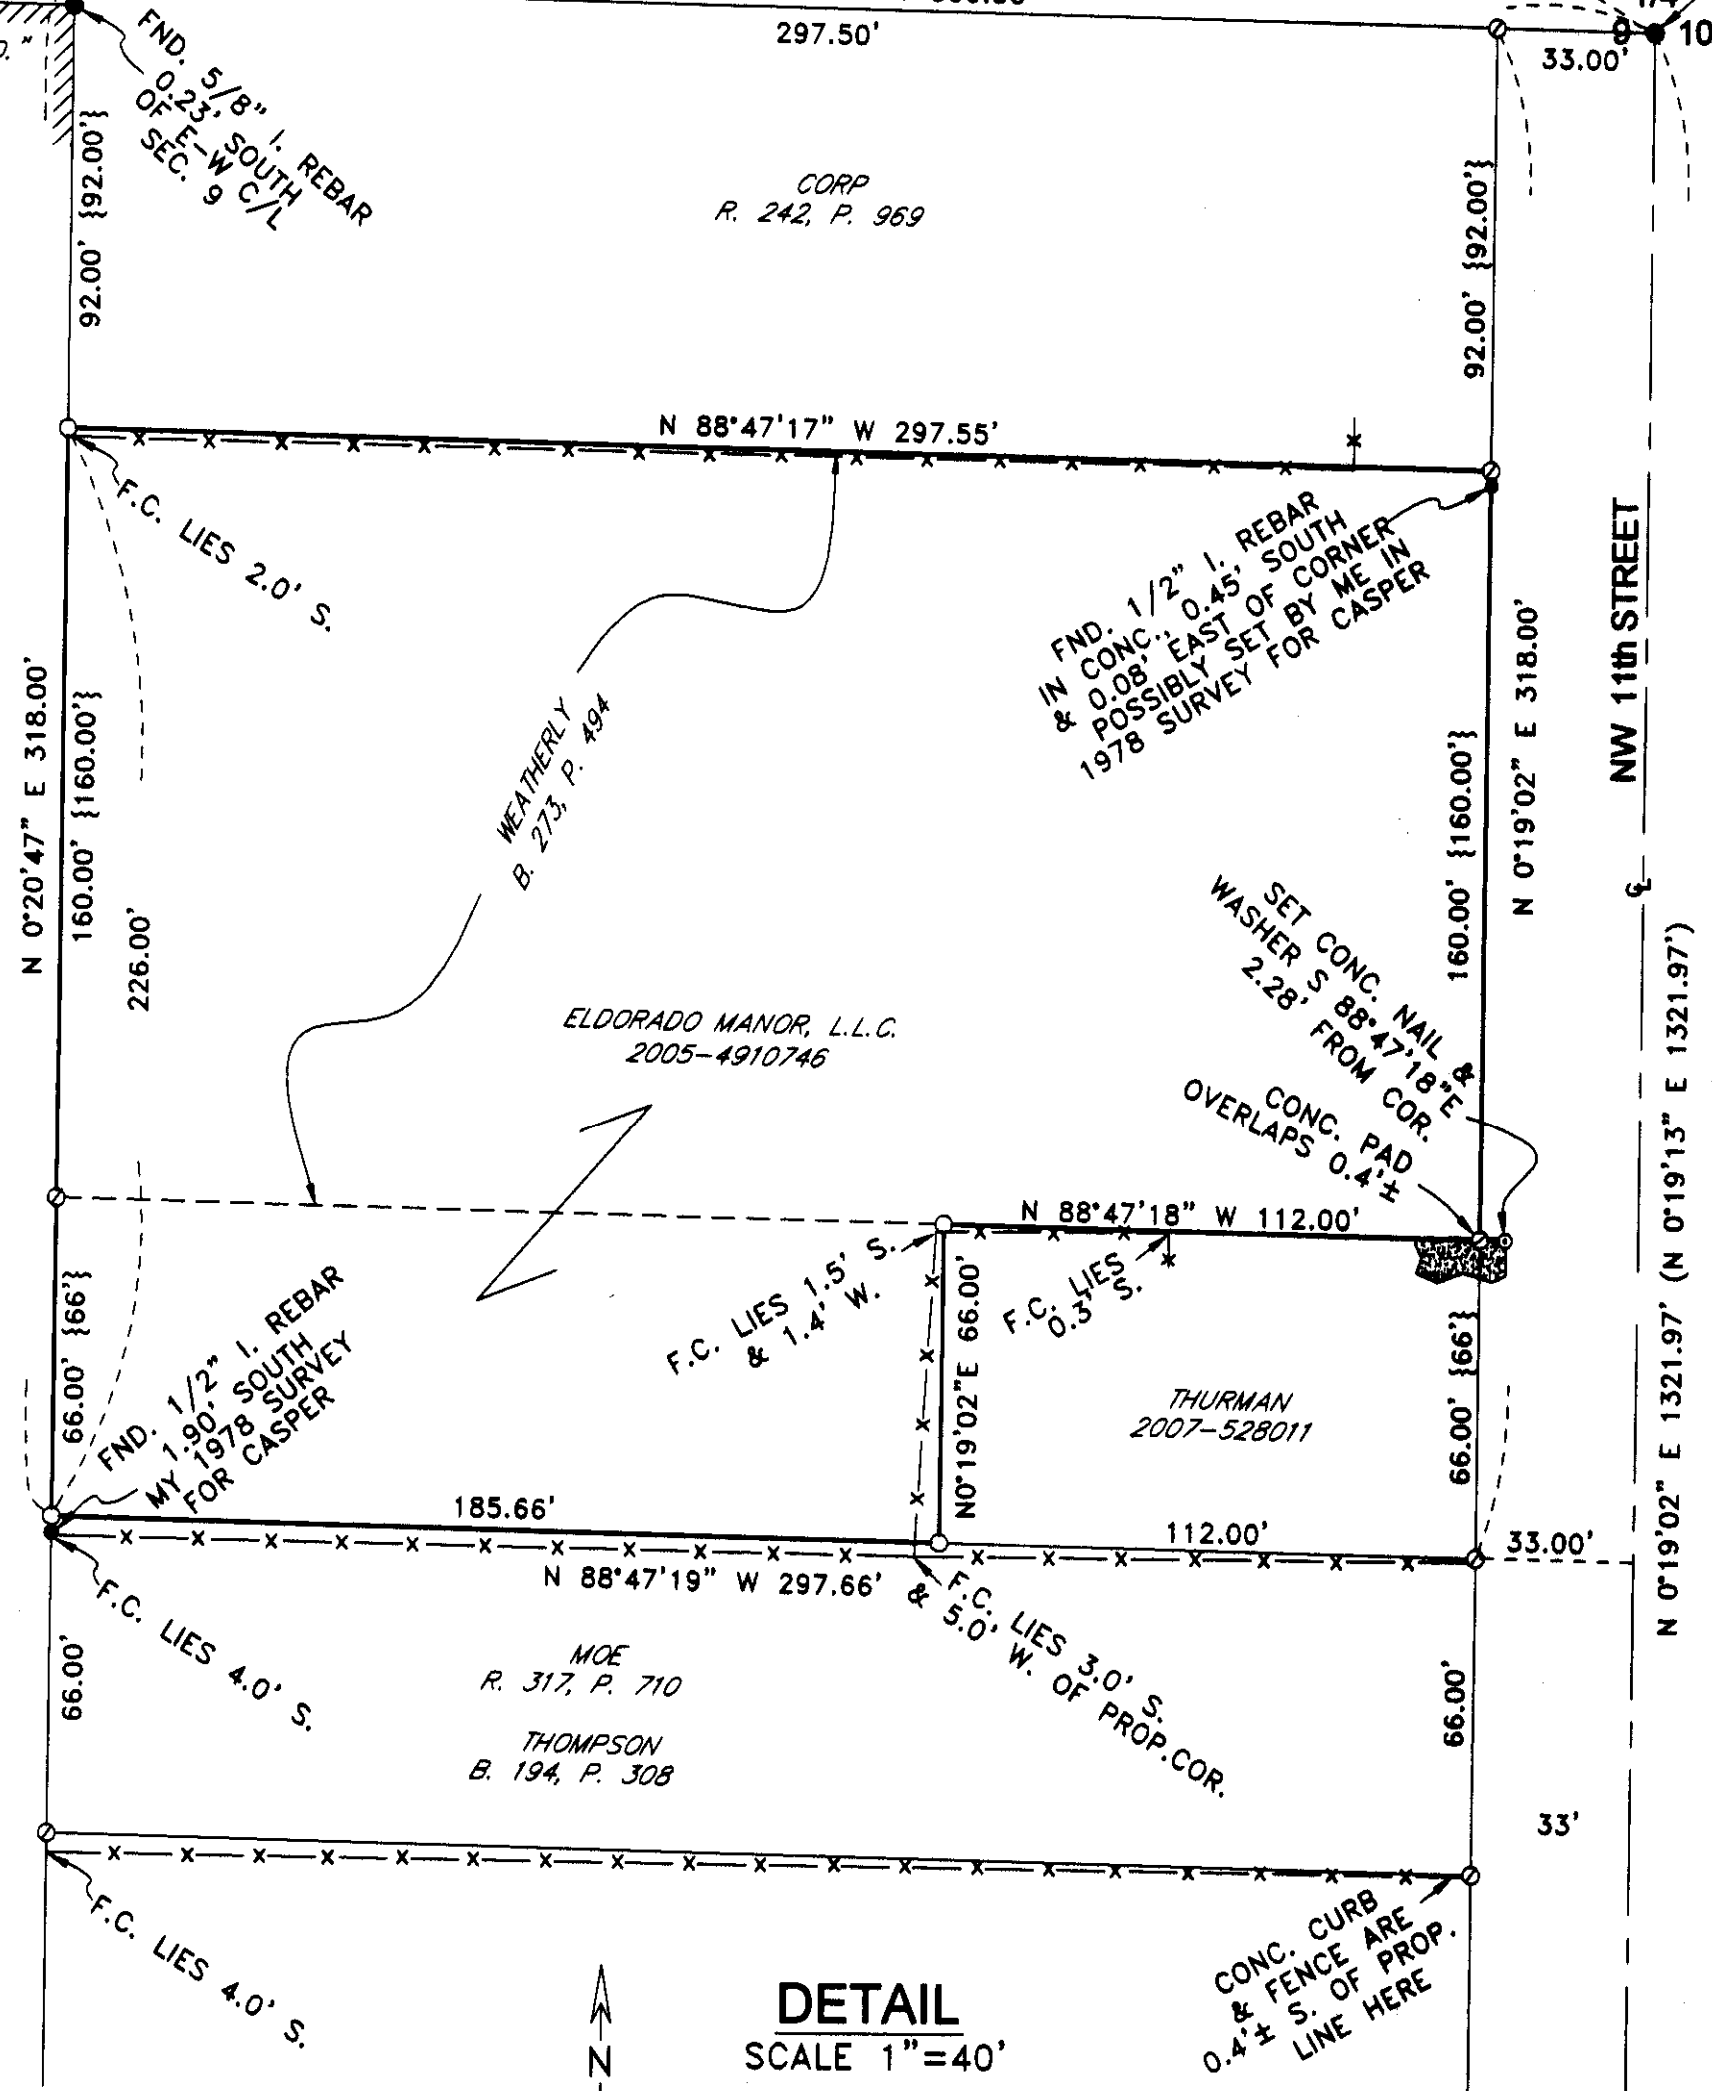 297.50'
9
10
33.00'
FND. 5/8" I. REBAR
0.23' SOUTH
OF E-W C/L
SEC. 9
92.00' {92.00'}
CORP
R. 242, P. 969
92.00' {92.00'}
N 88°47'17" W 297.55'
F.C. LIES 2.0' S.
FND. 1/2" I. REBAR
IN CONC., 0.45' SOUTH
& 0.08' EAST OF CORNER
POSSIBLY SET BY ME IN
1978 SURVEY FOR CASPER
NW 11th STREET
N 0°20'47" E 318.00'
160.00' {160.00'}
226.00'
WEATHERLY
B. 273, P. 494
160.00' {160.00'}
N 0°19'02" E 318.00'
ELDORADO MANOR, L.L.C.
2005-4910746
SET CONC. NAIL &
WASHER S 88°47'18"E
2.28' FROM COR.
CONC. PAD
OVERLAPS 0.4'±
N 0°19'02" E 1321.97' (N 0°19'13" E 1321.97')
N 88°47'18" W 112.00'
F.C. LIES 1.5' S.
& 1.4' W.
F.C. LIES
0.3' S.
66.00' {66'}
FND. 1/2" I. REBAR
1.90' SOUTH
MY 1978 SURVEY
FOR CASPER
N0°19'02"E 66.00'
THURMAN
2007-528011
66.00' {66'}
185.66'
112.00'
33.00'
N 88°47'19" W 297.66'
F.C. LIES 4.0' S.
F.C. LIES 3.0' S.
& 5.0' W. OF PROP.COR.
66.00'
MOE
R. 317, P. 710
THOMPSON
B. 194, P. 308
66.00'
33'
F.C. LIES 4.0' S.
CONC. CURB
& FENCE ARE
0.4'± S. OF PROP.
LINE HERE
N
DETAIL
SCALE 1"=40'